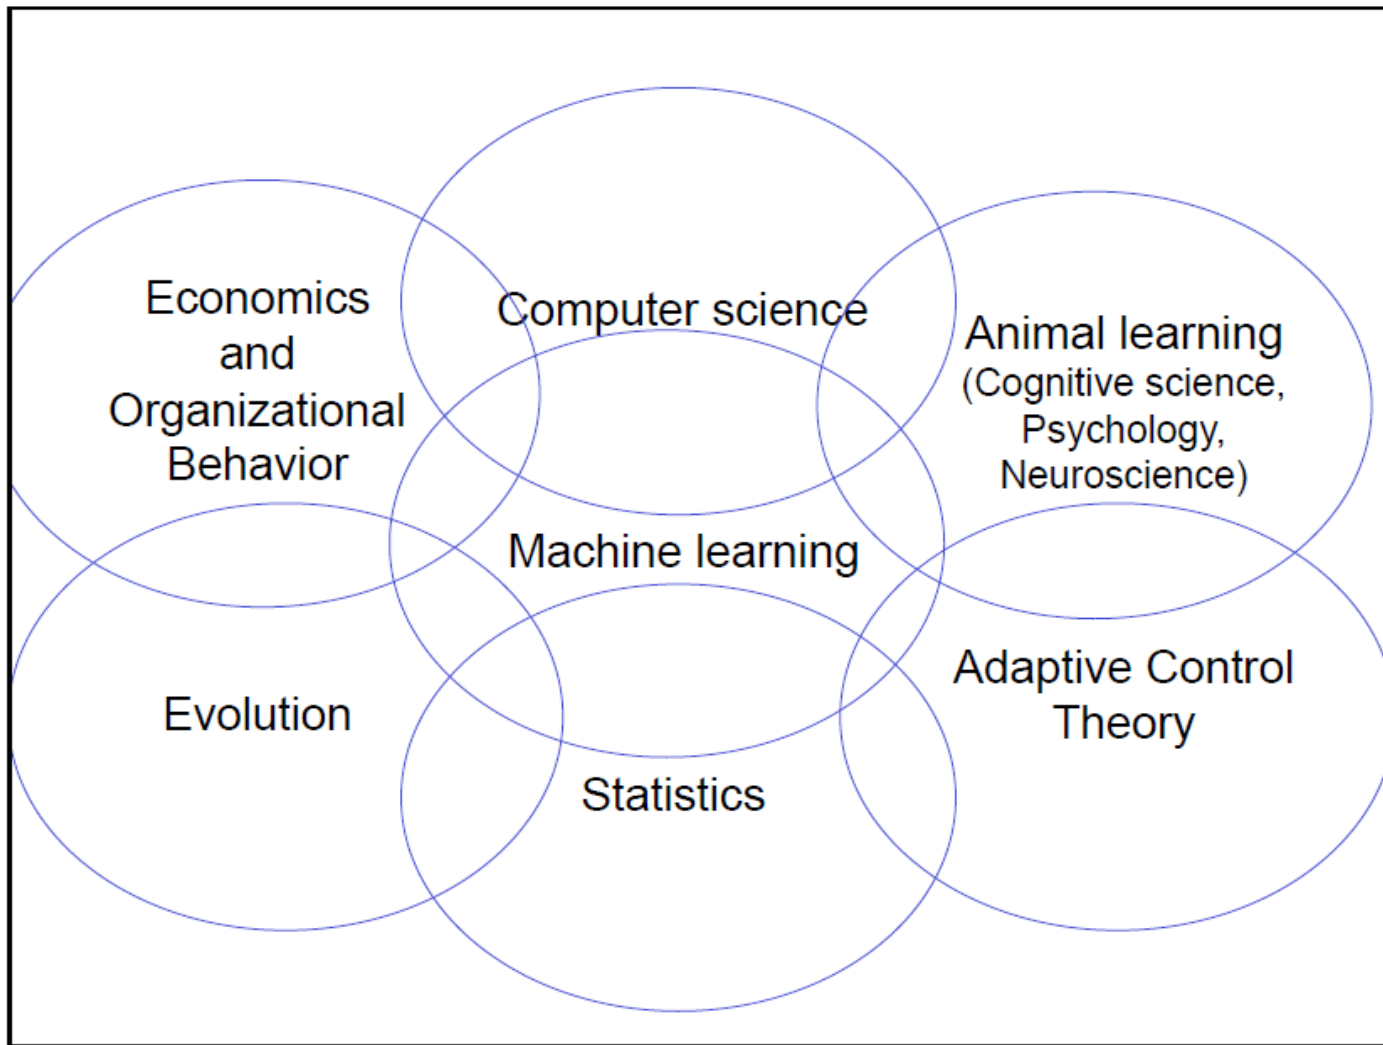 Economics
and
Organizational
Behavior
Computer science
Animal learning
(Cognitive science,
Psychology,
Neuroscience)
Machine learning
Evolution
Statistics
Adaptive Control
Theory